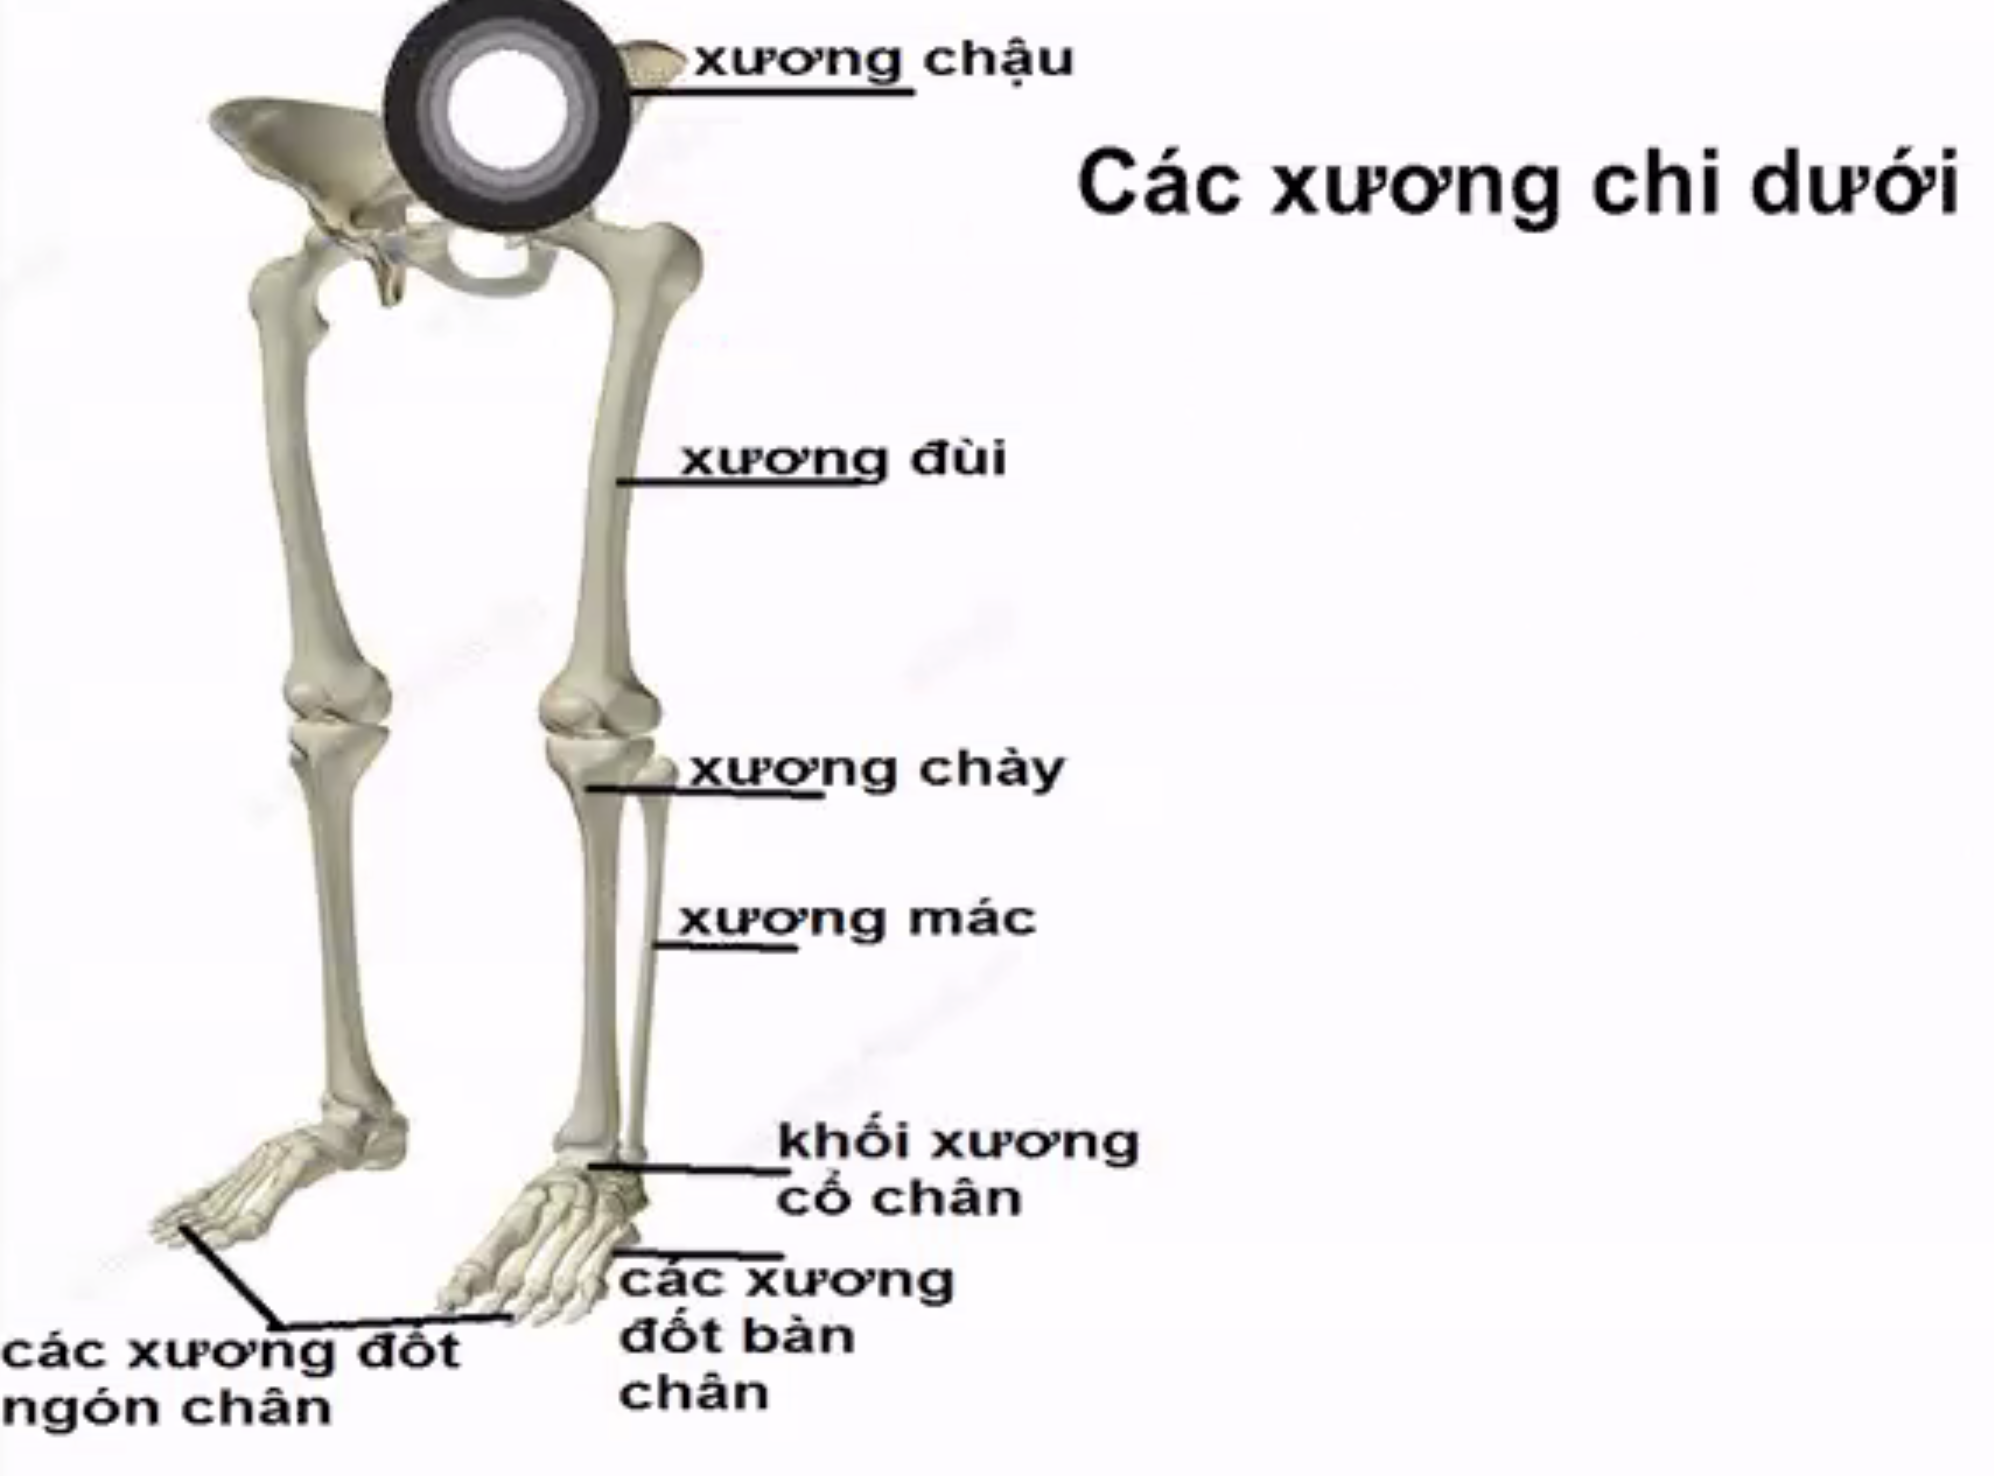 xương chậu
Các xương chi dưới
xương đùi
xương chày
xương mác
khối xương
cổ chân
các xương
đốt bàn
chân
các xương đốt
ngón chân